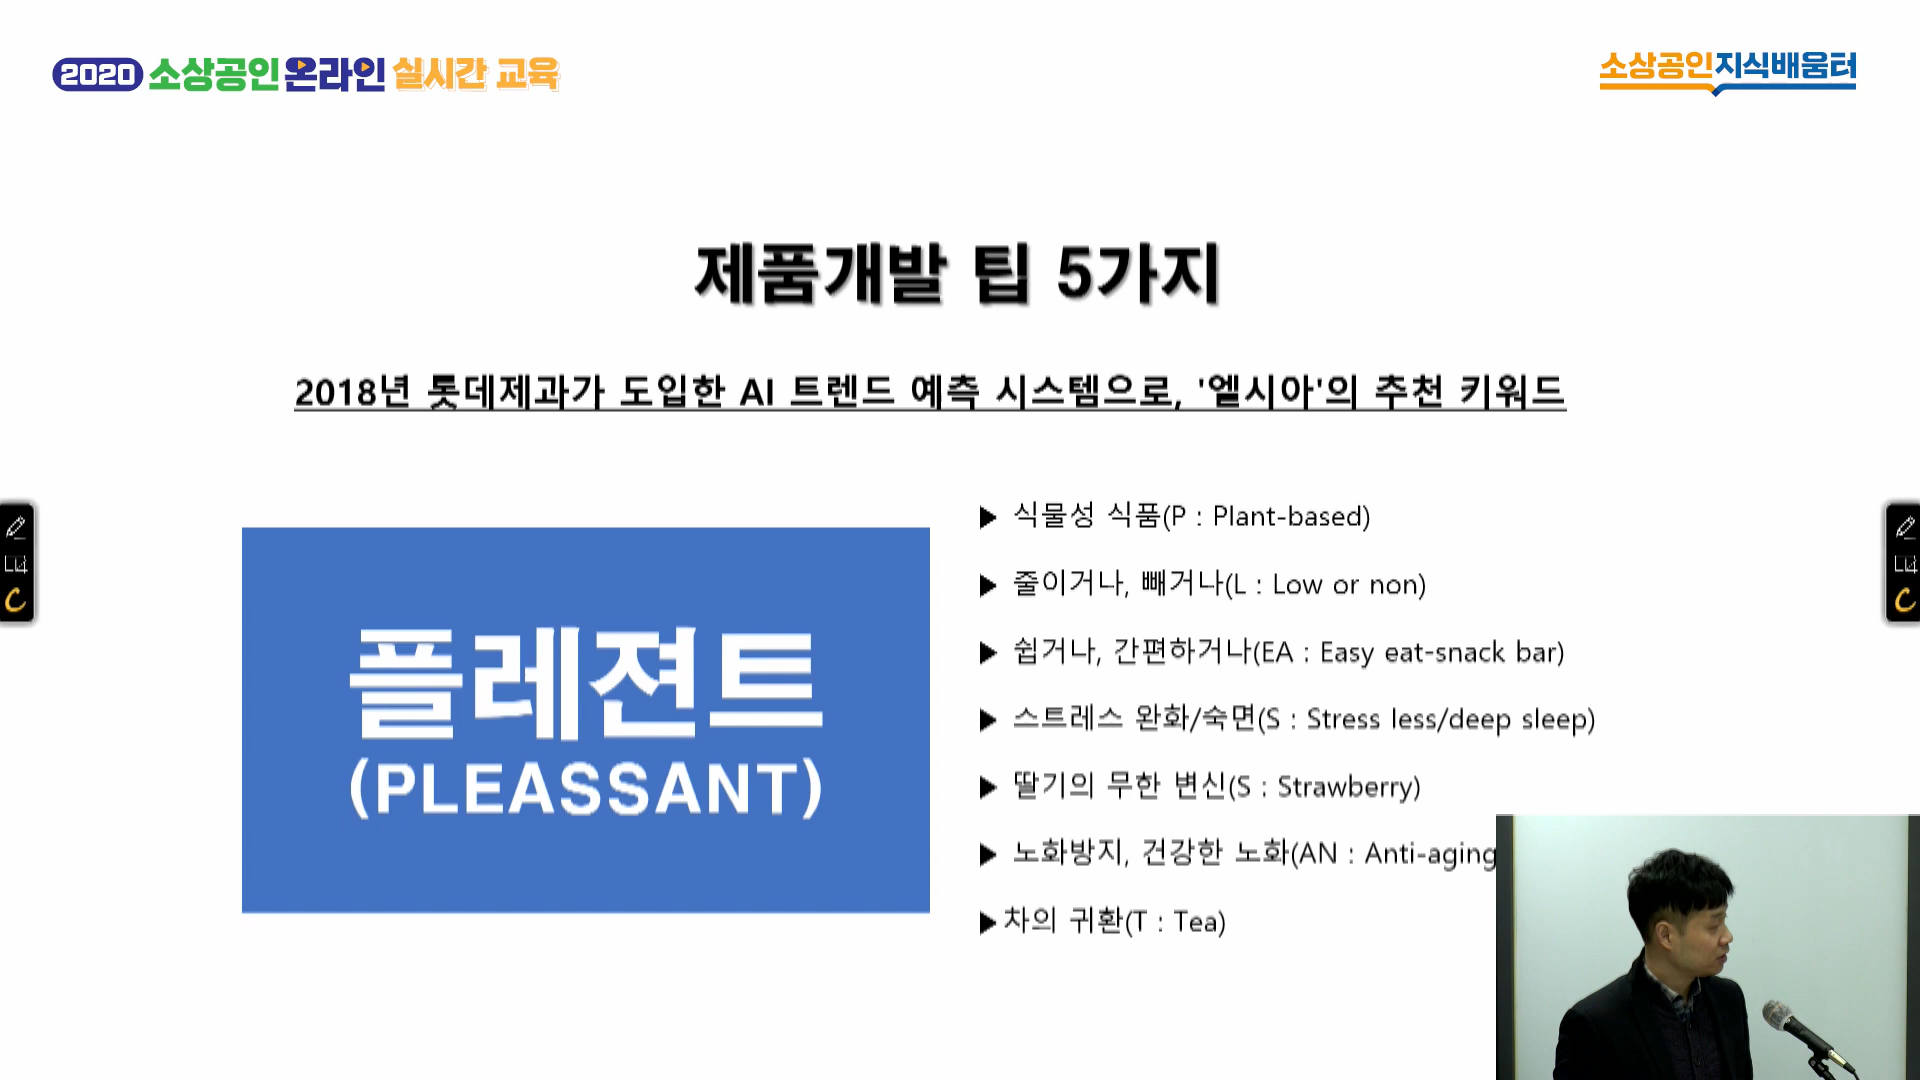 2020 소상공인 온라인 실시간 교육
소상공인지식배움터
제품개발 팁 5가지
2018년 롯데제과가 도입한 AI 트렌드 예측 시스템으로, '엘시아'의 추천 키워드
플레젼트
(PLEASSANT)
▶ 식물성 식품(P : Plant-based)
▶ 줄이거나, 빼거나(L : Low or non)
▶ 쉽거나, 간편하거나(EA : Easy eat-snack bar)
▶ 스트레스 완화/숙면(S : Stress less/deep sleep)
▶ 딸기의 무한 변신(S : Strawberry)
▶ 노화방지, 건강한 노화(AN : Anti-aging
▶차의 귀환(T : Tea)